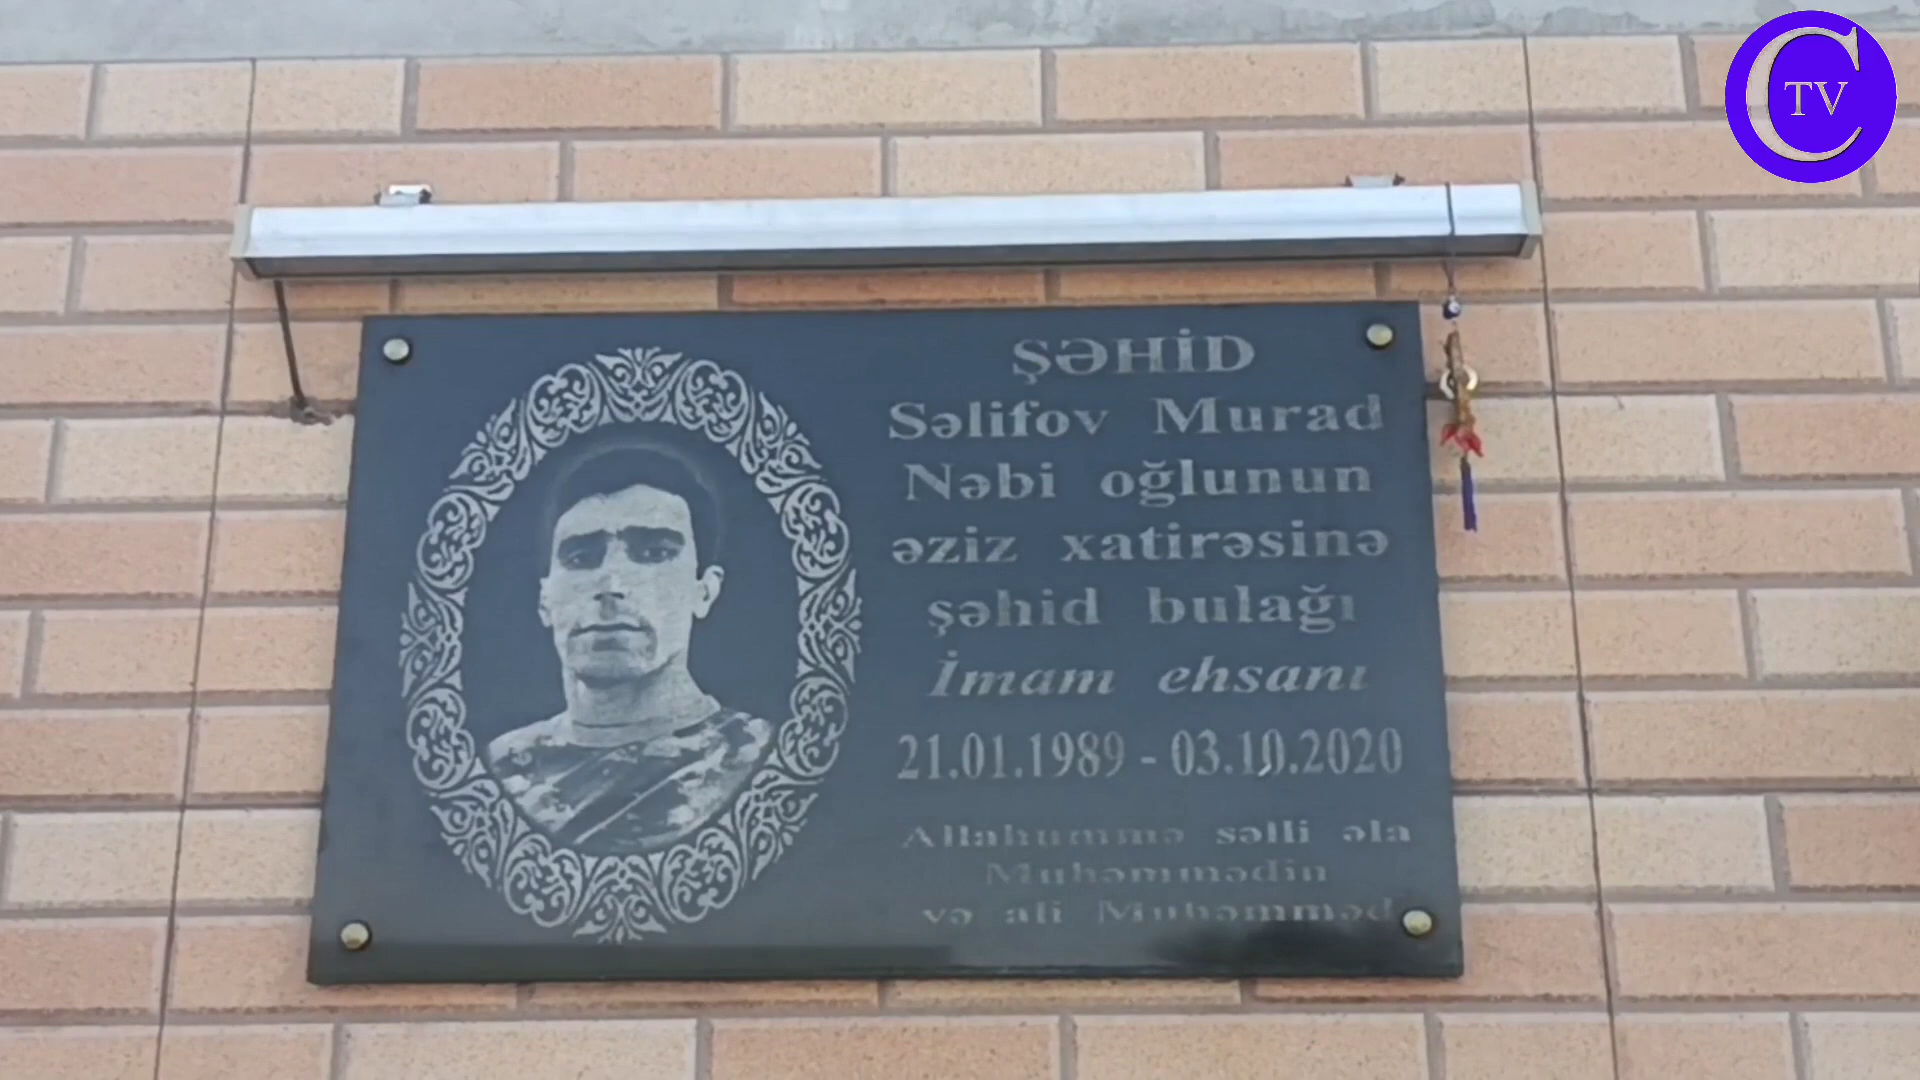 C TV
ŞƏHİD
Səlifov Murad
Nəbi oğlunun
əziz xatirəsinə
şəhid bulağı
İmam ehsanı
21.01.1989 - 03.10.2020
Allahummə səlli əla
Muhəmmədin
və ali Muhəmməd